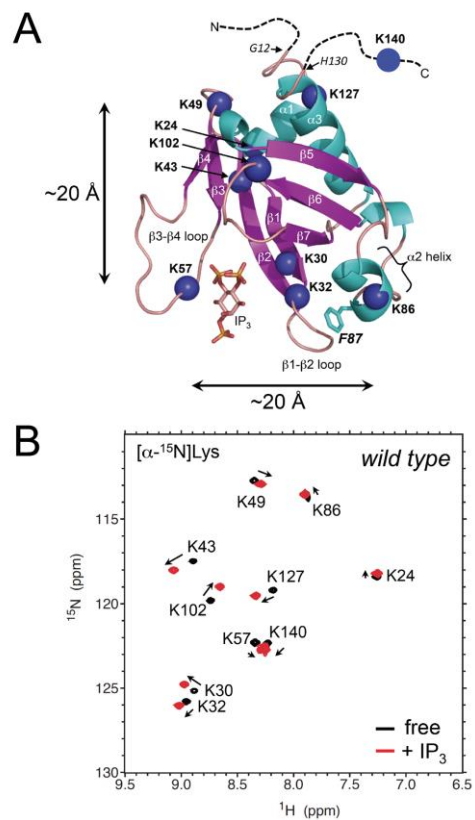 A
N
G12
H130
K140
C
K127
K49
α1
α3
K24
K102
K43
β4
β5
β3
~20 Å
β1
β6
β3-β4 loop
β7
β2
K30
α2 helix
K57
K32
K86
IP3
F87
β1-β2 loop
~20 Å
B
[α-15N]Lys
wild type
K49
K86
115
K43
K127
K24
K102
15N (ppm)
120
K57
K140
K30
125
K32
free
+ IP3
130
9.5
9.0
8.5
8.0
7.5
7.0
6.5
1H (ppm)